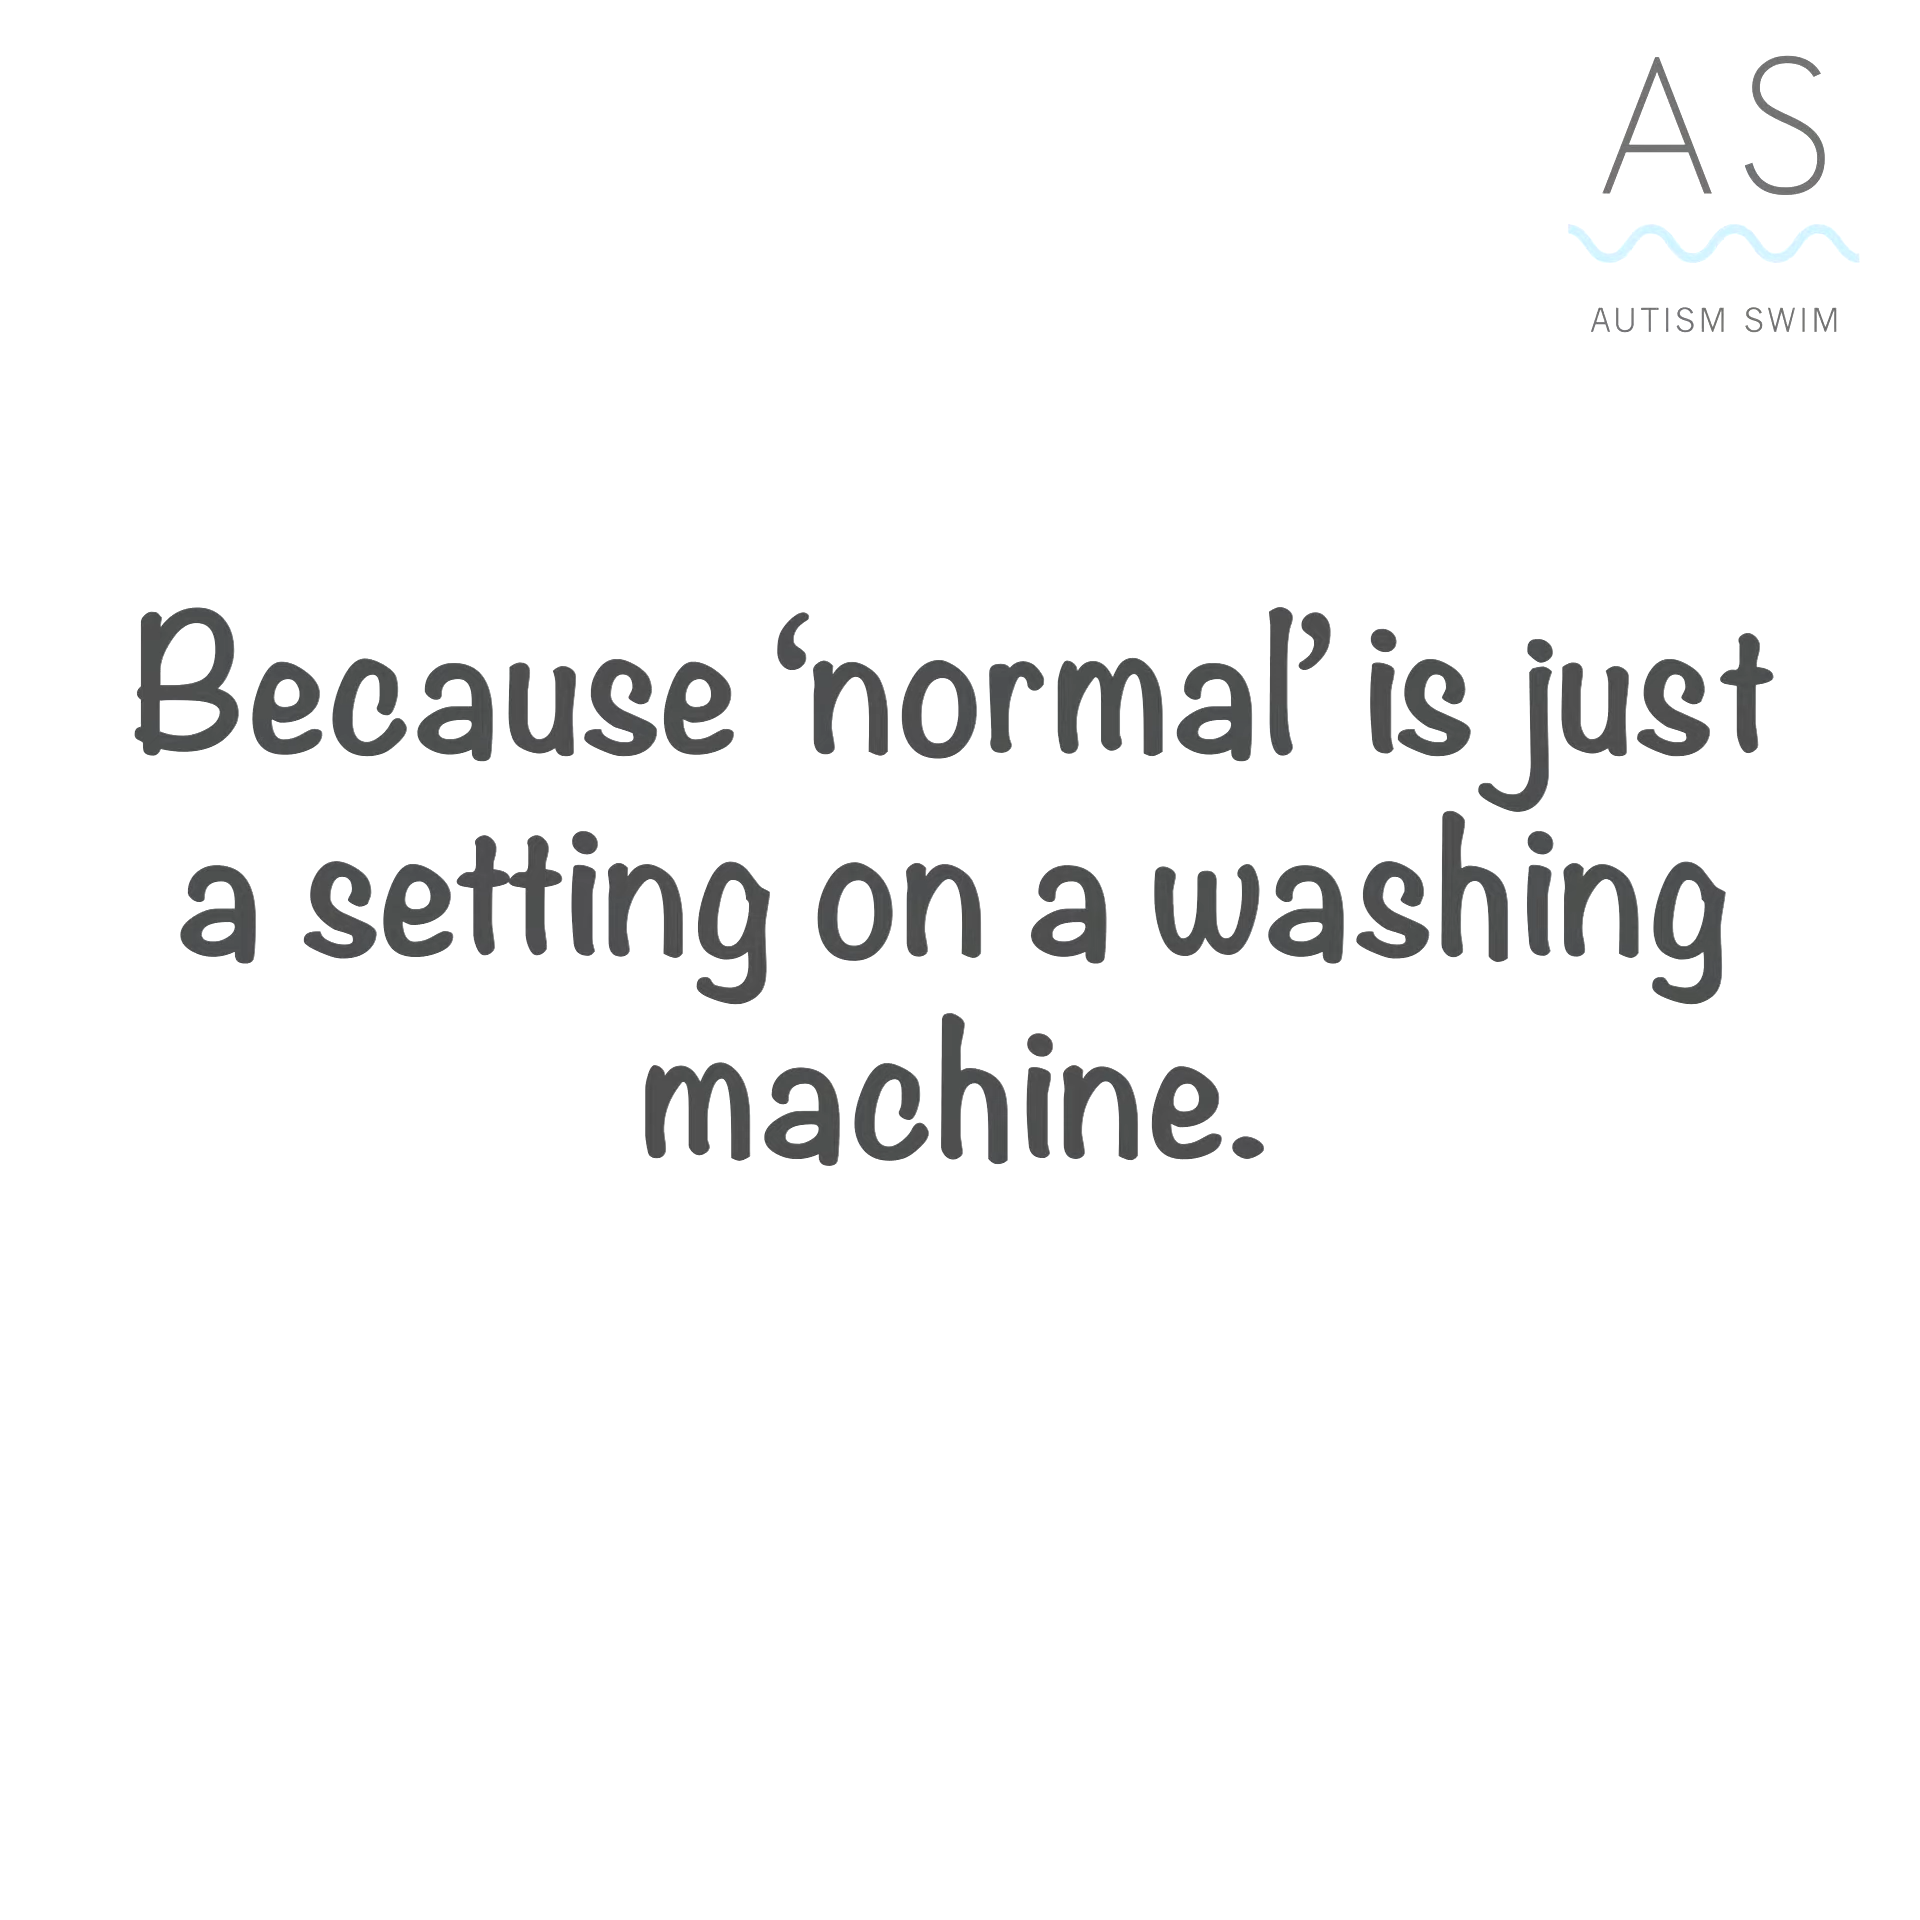 AS
AUTISM SWIM
Because ‘normal’ is just
a setting on a washing
machine.